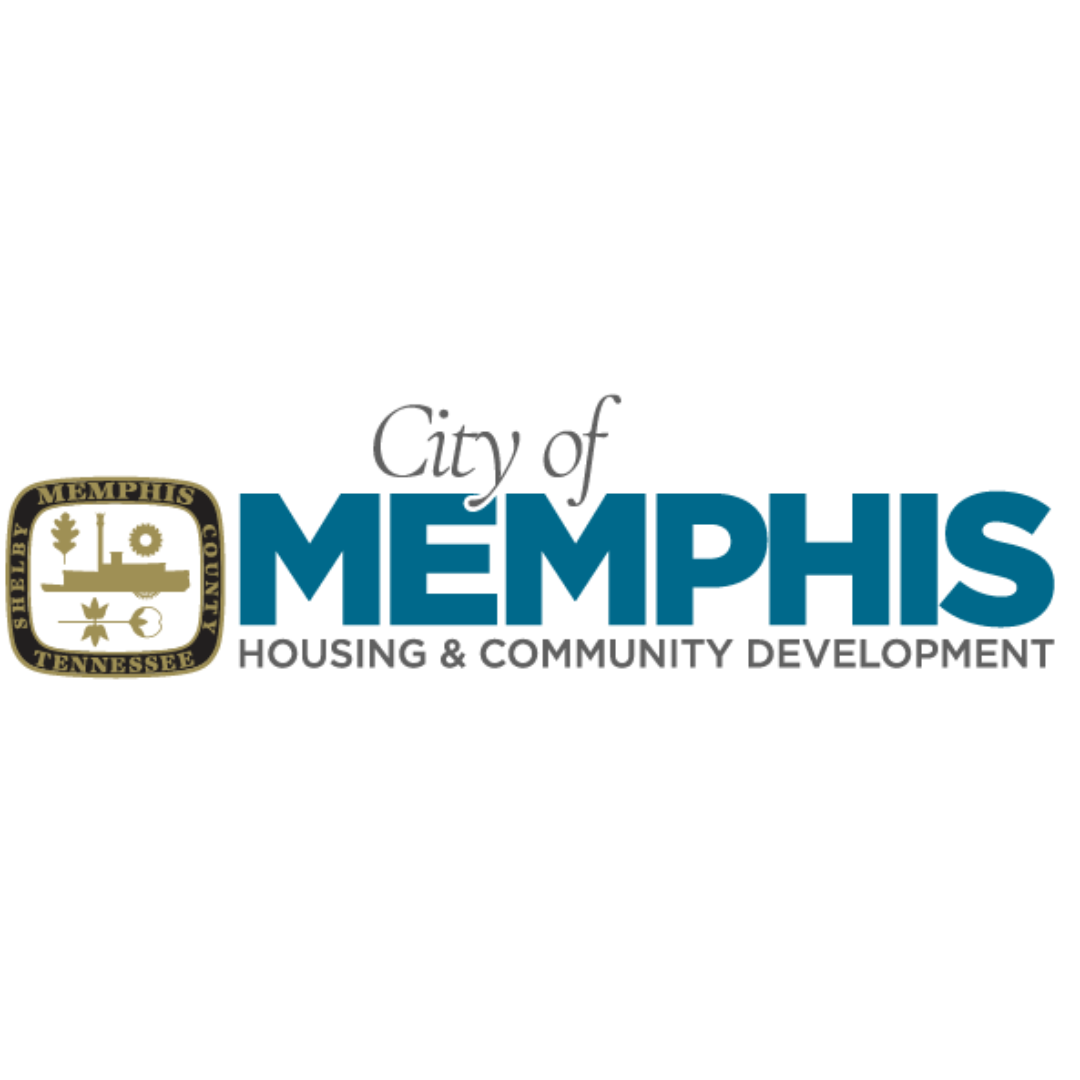 City of
MEMPHIS
HOUSING & COMMUNITY DEVELOPMENT
MEMPHIS
SHELBY
COUNTY
TENNESSEE